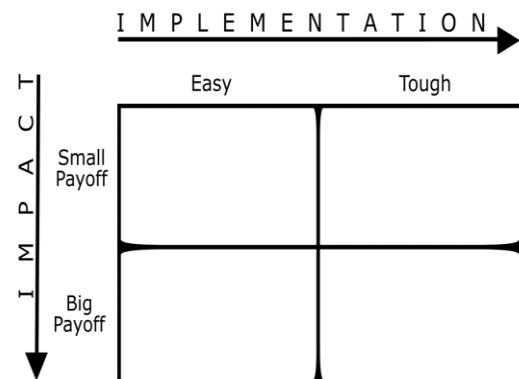 IMPLEMENTATION
Easy
Tough
IMPACT
Small
Payoff
Big
Payoff